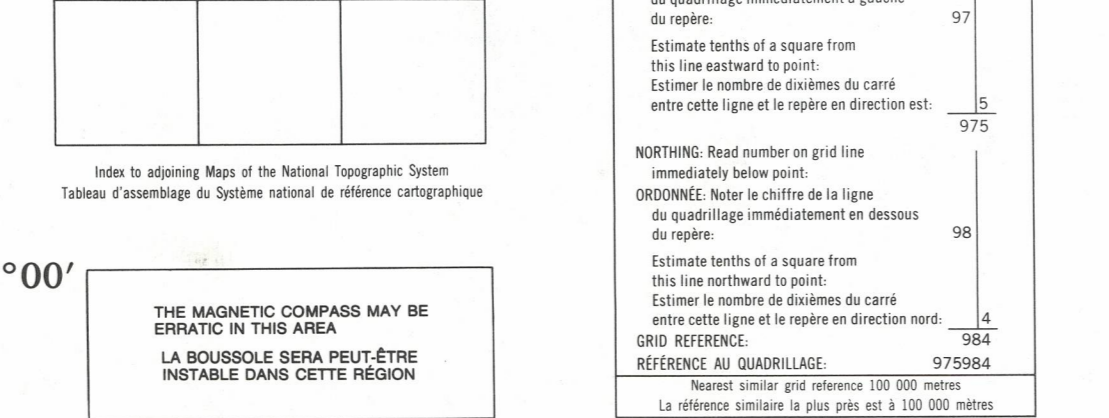 Index to adjoining Maps of the National Topographic System
Tableau d'assemblage du Système national de référence cartographique
°00′
THE MAGNETIC COMPASS MAY BE
ERRATIC IN THIS AREA
LA BOUSSOLE SERA PEUT-ÊTRE
INSTABLE DANS CETTE RÉGION
du quadrillage immédiatement à gauche
du repère: 97
Estimate tenths of a square from
this line eastward to point:
Estimer le nombre de dixièmes du carré
entre cette ligne et le repère en direction est: 5
975
NORTHING: Read number on grid line
immediately below point:
ORDONNÉE: Noter le chiffre de la ligne
du quadrillage immédiatement en dessous
du repère: 98
Estimate tenths of a square from
this line northward to point:
Estimer le nombre de dixièmes du carré
entre cette ligne et le repère en direction nord: 4
GRID REFERENCE: 984
RÉFÉRENCE AU QUADRILLAGE: 975984
Nearest similar grid reference 100 000 metres
La référence similaire la plus près est à 100 000 mètres